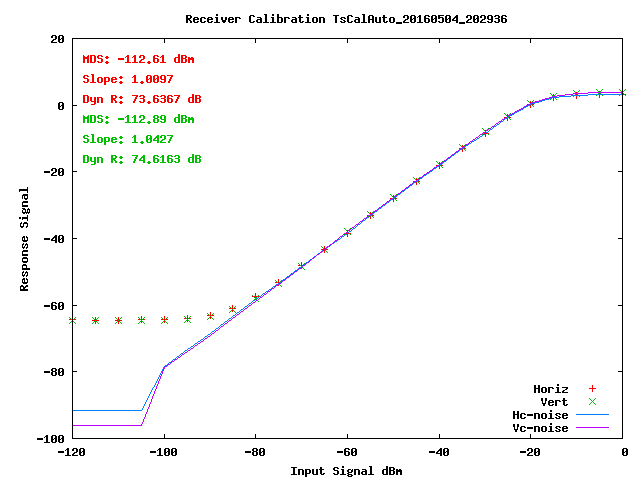 Receiver Calibration TsCalAuto_20160504_202936
20
0
-20
-40
-60
-80
-100
-120
-100
-80
-60
-40
-20
0
Response Signal
Input Signal dBm
MDS: -112.61 dBm
Slope: 1.0097
Dyn R: 73.6367 dB
MDS: -112.89 dBm
Slope: 1.0427
Dyn R: 74.6163 dB
Horiz
Vert
Hc-noise
Vc-noise